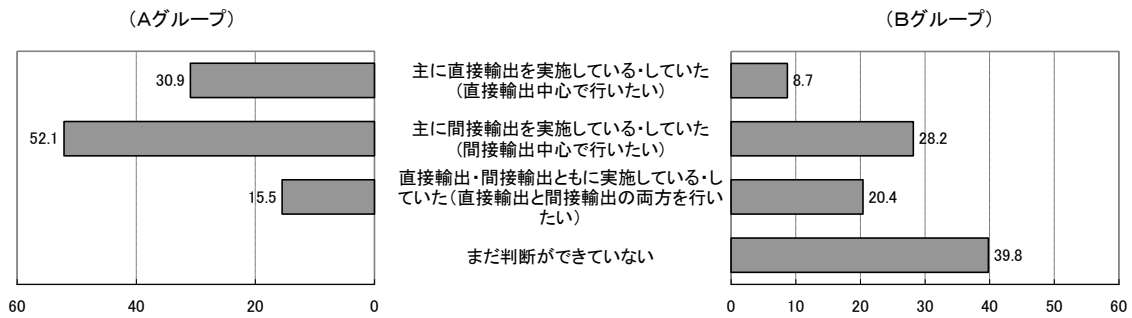 （Aグループ）
（Bグループ）
主に直接輸出を実施している・していた
（直接輸出中心で行いたい）
30.9
8.7
主に間接輸出を実施している・していた
（間接輸出中心で行いたい）
52.1
28.2
直接輸出・間接輸出ともに実施している・し
ていた（直接輸出と間接輸出の両方を行い
たい）
15.5
20.4
まだ判断ができていない
39.8
60 40 20 0
0 10 20 30 40 50 60